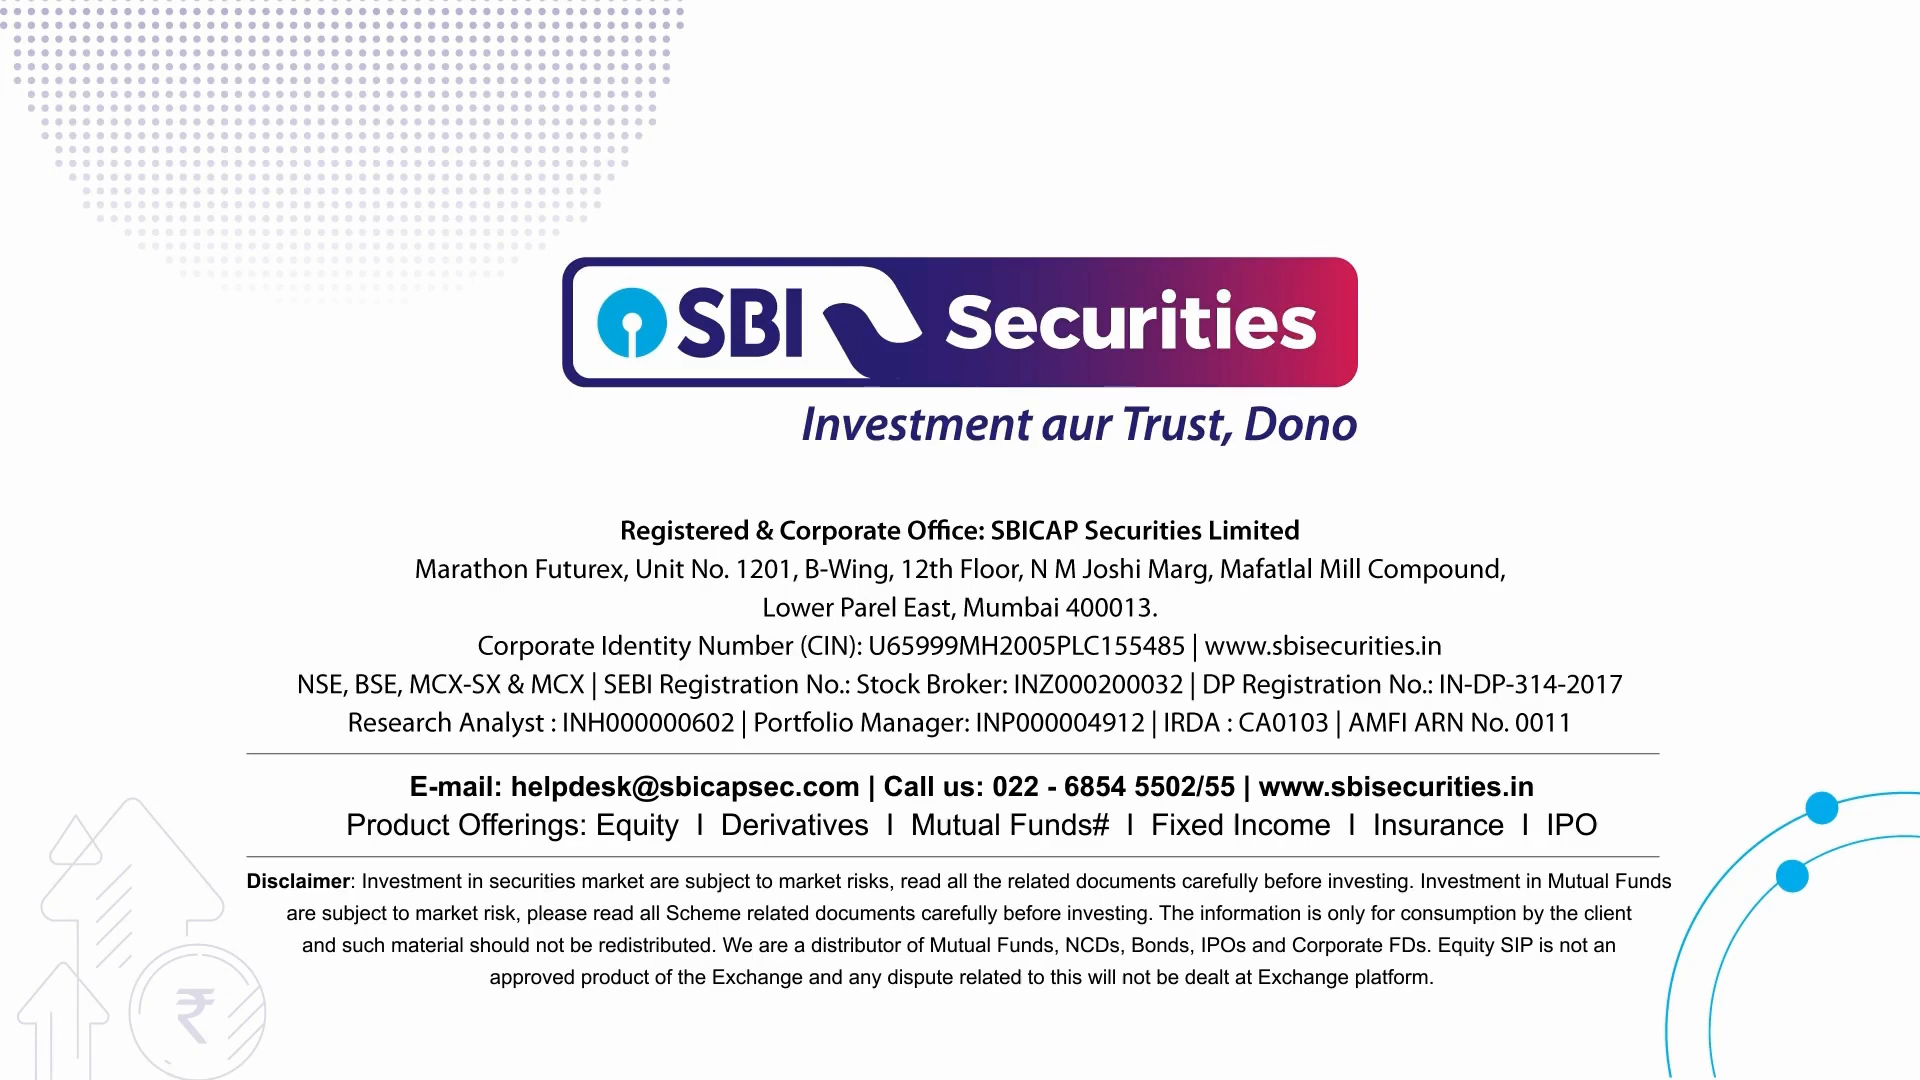 SBI Securities
Investment aur Trust, Dono
Registered & Corporate Office: SBICAP Securities Limited
Marathon Futurex, Unit No. 1201, B-Wing, 12th Floor, N M Joshi Marg, Mafatlal Mill Compound,
Lower Parel East, Mumbai 400013.
Corporate Identity Number (CIN): U65999MH2005PLC155485 | www.sbisecurities.in
NSE, BSE, MCX-SX & MCX | SEBI Registration No.: Stock Broker: INZ000200032 | DP Registration No.: IN-DP-314-2017
Research Analyst : INH000000602 | Portfolio Manager: INP000004912 | IRDA : CA0103 | AMFI ARN No. 0011
E-mail: helpdesk@sbicapsec.com | Call us: 022 - 6854 5502/55 | www.sbisecurities.in
Product Offerings: Equity I Derivatives I Mutual Funds# I Fixed Income I Insurance I IPO
Disclaimer: Investment in securities market are subject to market risks, read all the related documents carefully before investing. Investment in Mutual Funds
are subject to market risk, please read all Scheme related documents carefully before investing. The information is only for consumption by the client
and such material should not be redistributed. We are a distributor of Mutual Funds, NCDs, Bonds, IPOs and Corporate FDs. Equity SIP is not an
approved product of the Exchange and any dispute related to this will not be dealt at Exchange platform.
₹